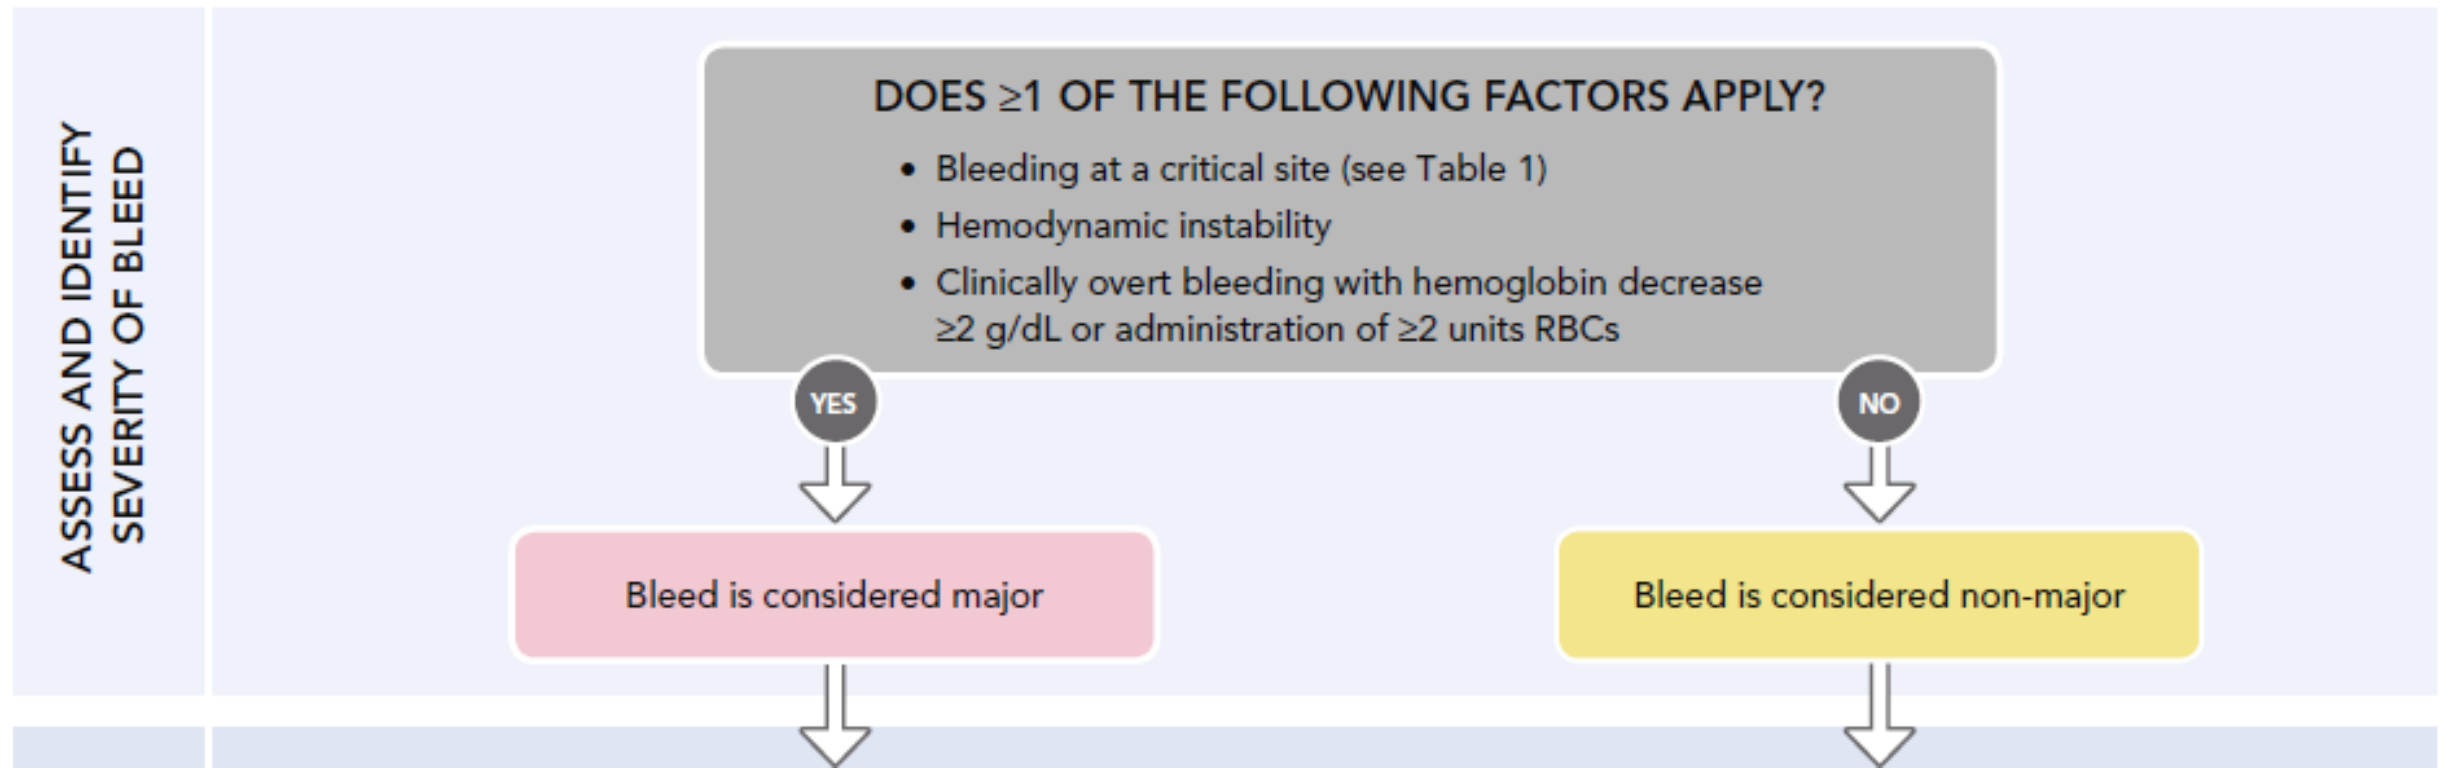 ASSESS AND IDENTIFY
SEVERITY OF BLEED
DOES ≥1 OF THE FOLLOWING FACTORS APPLY?
• Bleeding at a critical site (see Table 1)
• Hemodynamic instability
• Clinically overt bleeding with hemoglobin decrease
≥2 g/dL or administration of ≥2 units RBCs
YES
NO
Bleed is considered major
Bleed is considered non-major